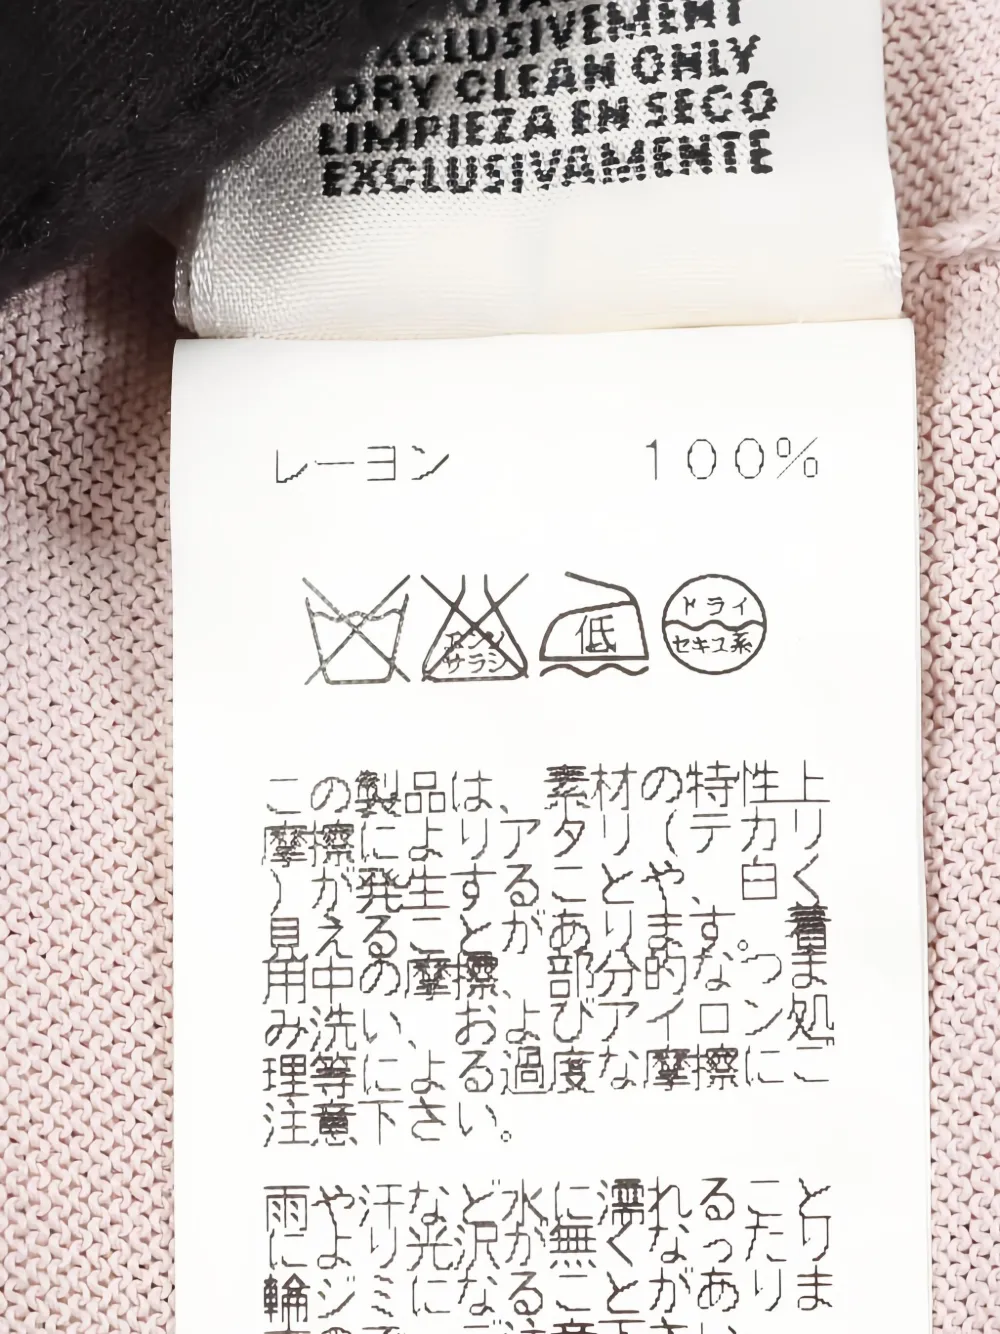 EXCLUSIVEMENT
DRY CLEAN ONLY
LIMPIEZA EN SECO
EXCLUSIVAMENTE
レーヨン 100%
エンソ
サラシ
低
ドライ
セキユ系
この製品は、素材の特性上
摩擦によりアタリ(テカリ
)が発生することや、白く
見えることがあります。着
用中の摩擦、部分的なつま
み洗い、およびアイロン処
理等による過度な摩擦にご
注意下さい。
雨や汗など水に濡れること
により光沢が無くなったり
輪ジミになることがありま